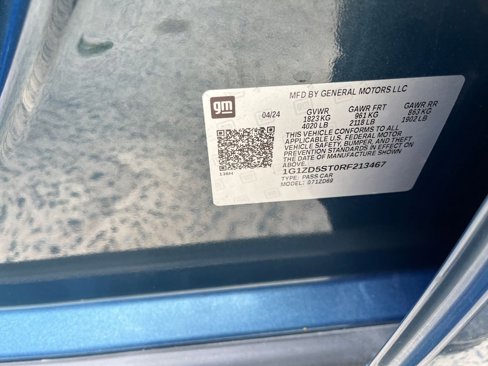 gm
MFD BY GENERAL MOTORS LLC
04/24 GVWR GAWR FRT GAWR RR
1823 KG 961 KG 863 KG
4020 LB 2118 LB 1902 LB
THIS VEHICLE CONFORMS TO ALL
APPLICABLE U.S. FEDERAL MOTOR
VEHICLE SAFETY, BUMPER, AND THEFT
PREVENTION STANDARDS IN EFFECT ON
THE DATE OF MANUFACTURE SHOWN
ABOVE.
1G1ZD5ST0RF213467
TYPE: PASS CAR
MODEL: